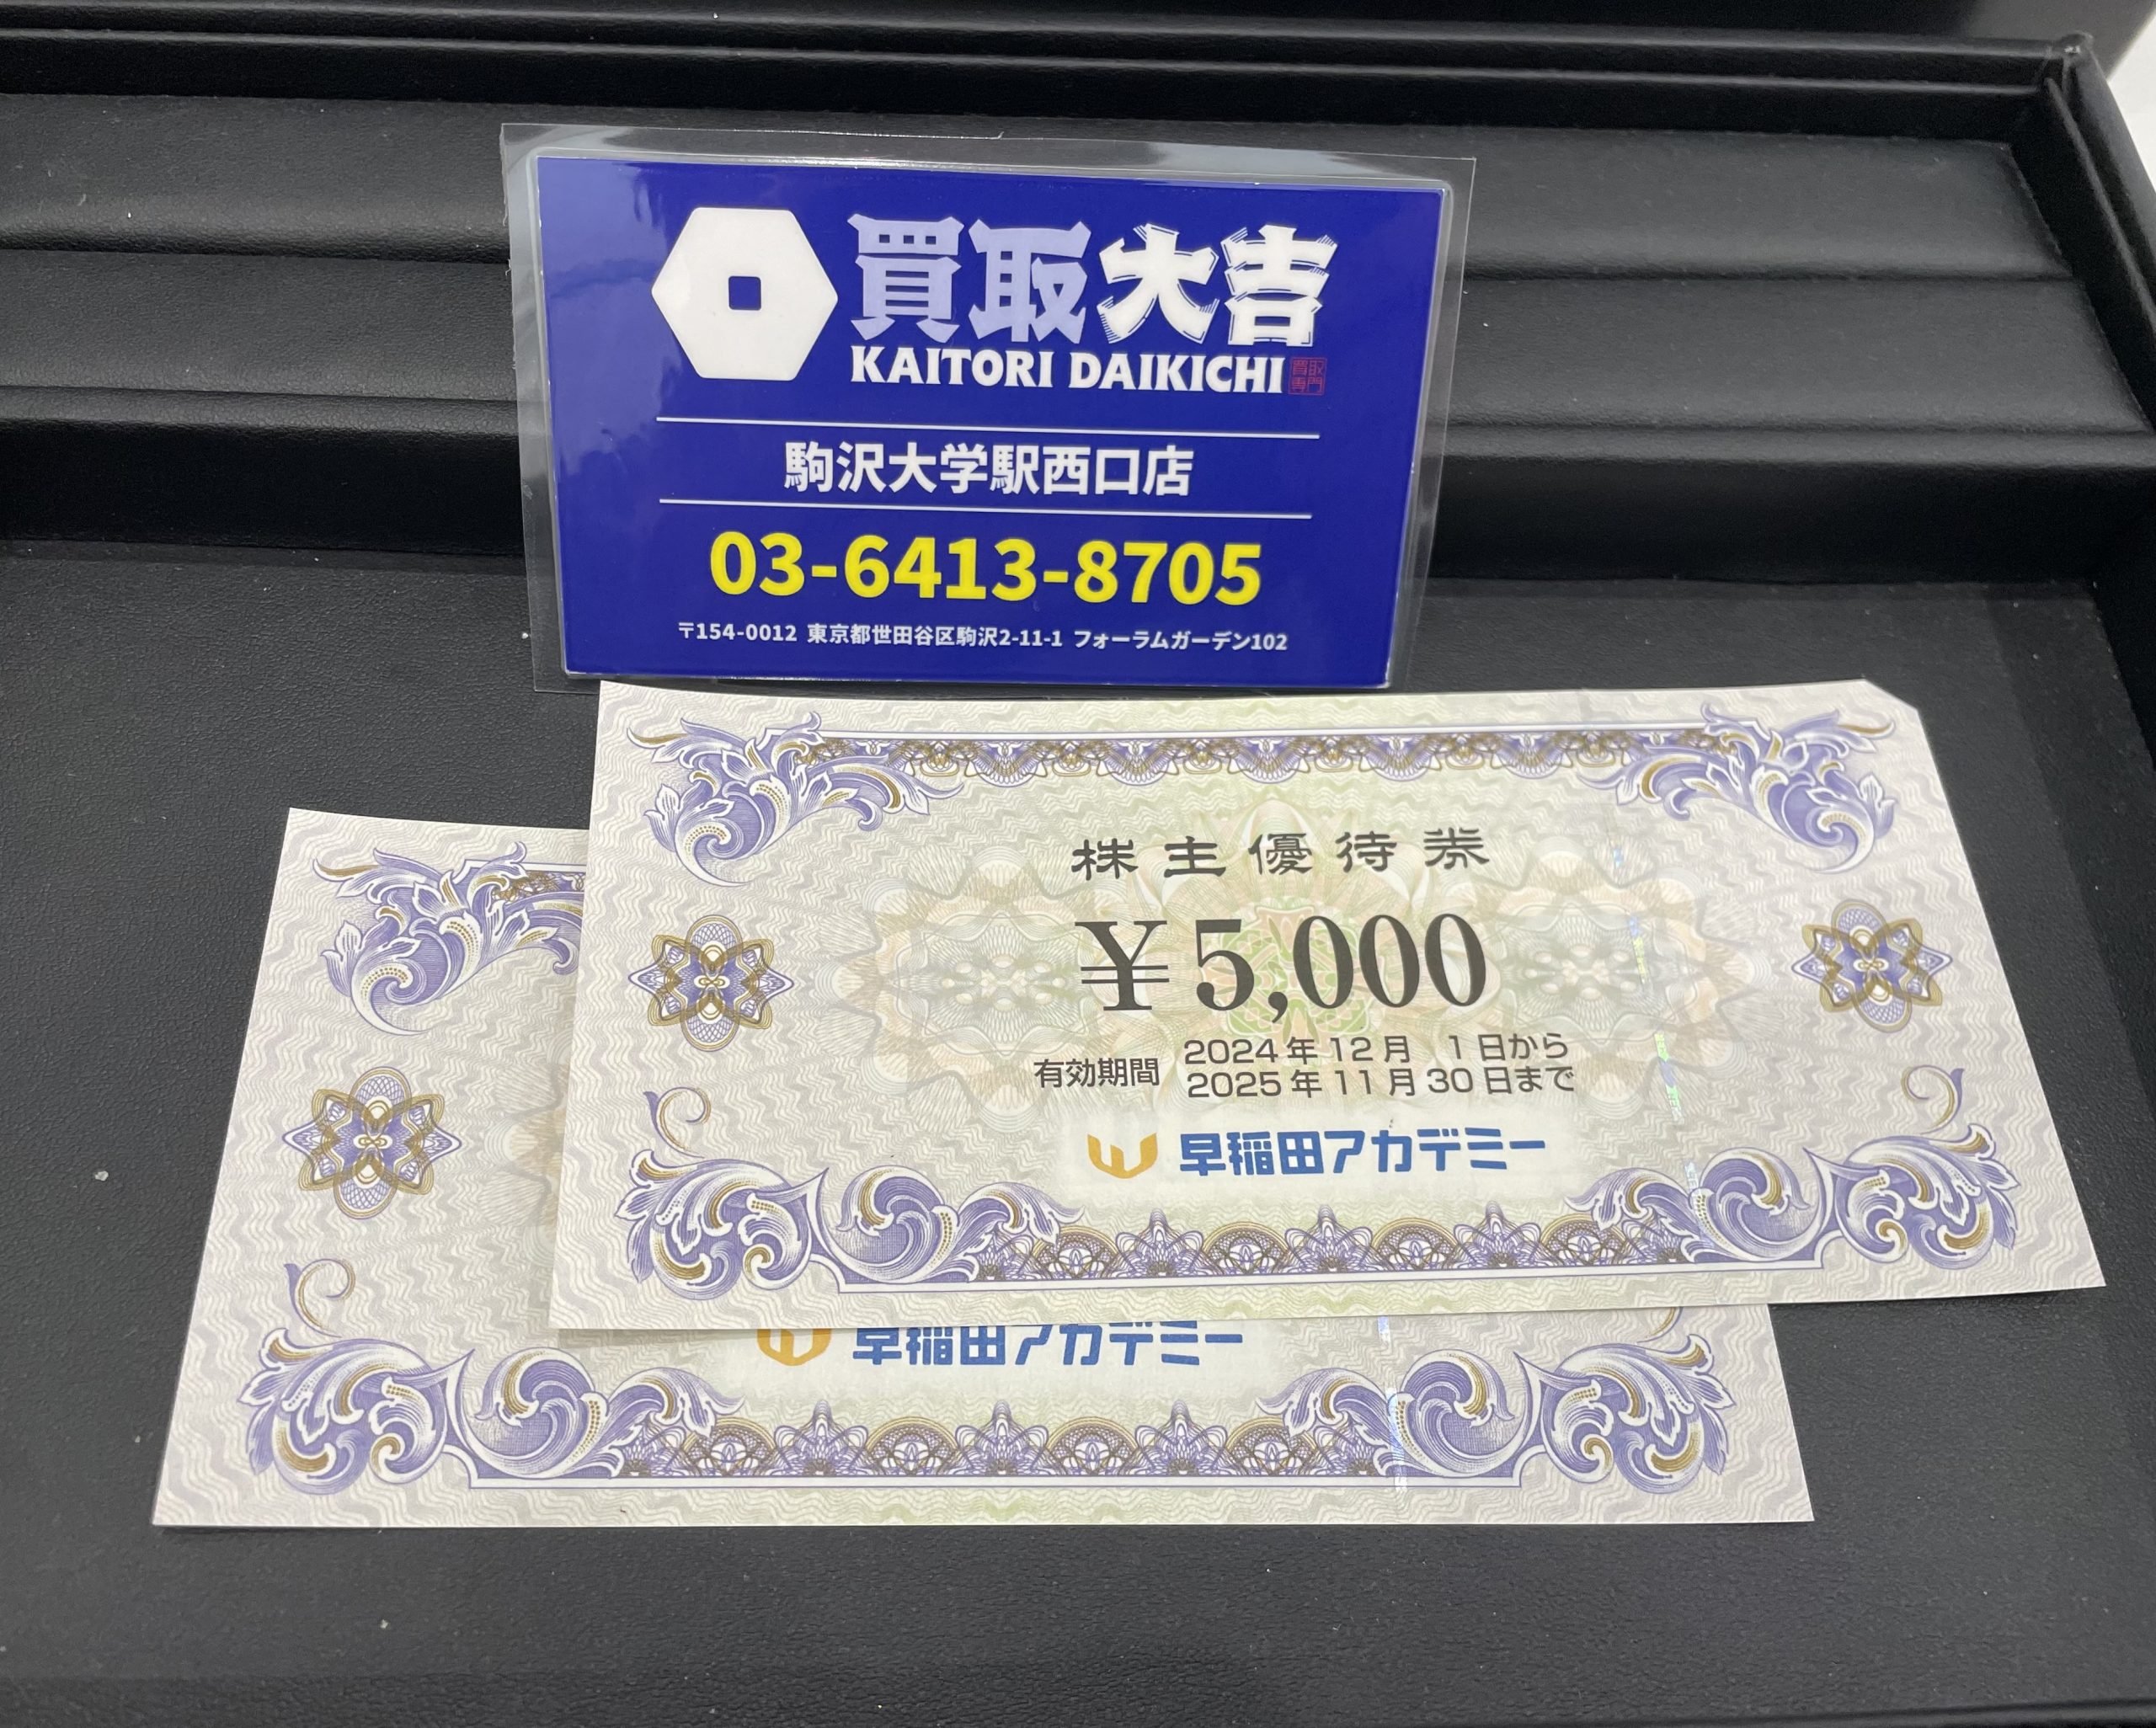 買取大吉
KAITORI DAIKICHI
買取
専門
駒沢大学駅西口店
03-6413-8705
〒154-0012 東京都世田谷区駒沢2-11-1 フォーラムガーデン102
株主優待券
¥5,000
有効期間
2024年12月 1日から
2025年11月30日まで
早稲田アカデミー
早稲田アカデミー